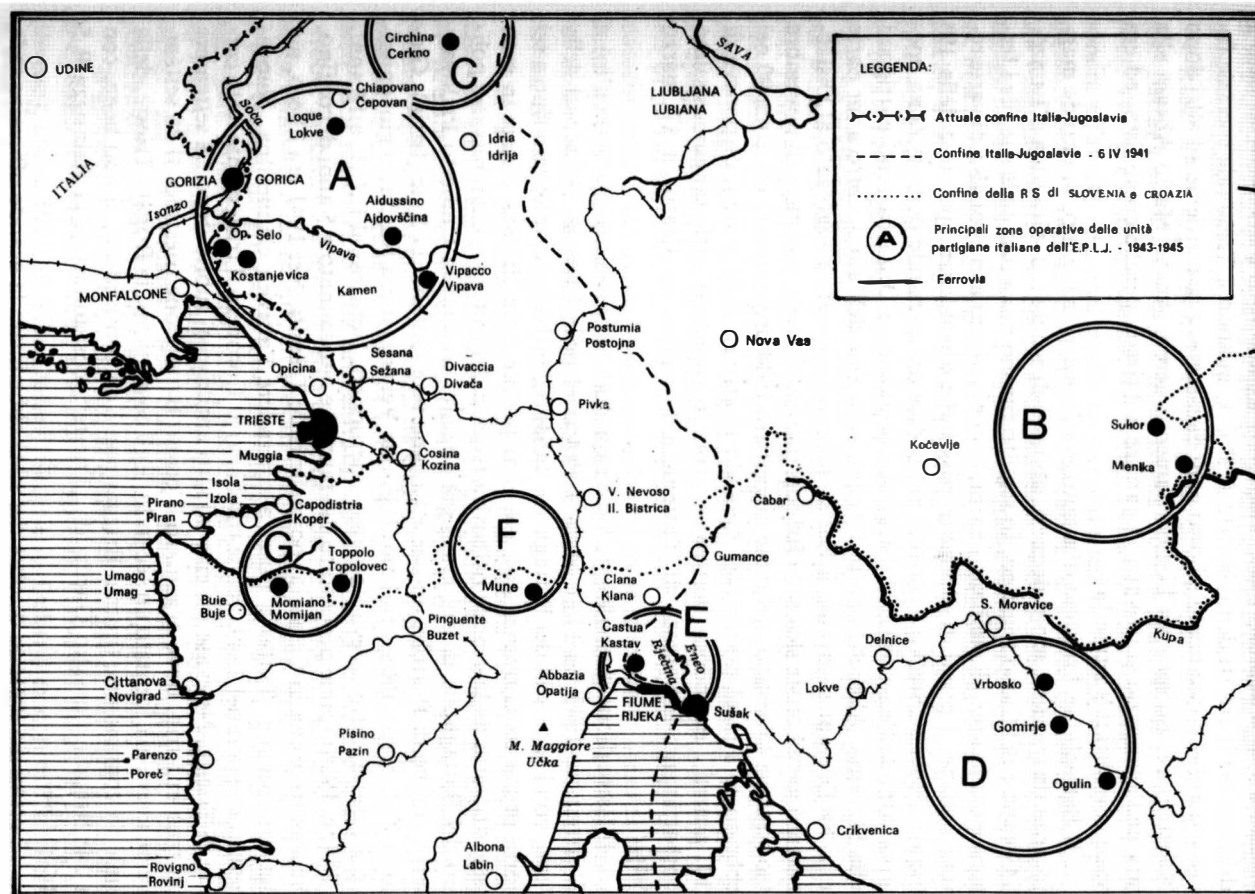 UDINE
Circhina
Cerkno
C
SAVA
LJUBLJANA
LUBIANA
LEGGENDA:
Attuale confine Italia-Jugoslavia
Confine Italia-Jugoslavie - 6 IV 1941
Confine della RS di SLOVENIA e CROAZIA
A
Principali zone operative delle unità
partigiane italiane dell'E.P.L.J. - 1943-1945
Ferrovia
Chiapovano
Čepovan
Soča
Loque
Lokve
Idria
Idrija
ITALIA
A
GORIZIA
GORICA
Isonzo
Aidussino
Ajdovščina
Op. Selo
Vipava
Kostanjevica
Kamen
Vipacco
Vipava
MONFALCONE
Postumia
Postojna
Nova Vas
Opicina
Sesana
Sežana
Divaccia
Divača
Pivka
TRIESTE
Muggia
Cosina
Kozina
Kočevlje
B
Suhor
Menika
Isola
Izola
Pirano
Piran
Capodistria
Koper
V. Nevoso
Il. Bistrica
Čabar
G
Toppolo
Topolovec
F
Gumance
Umago
Umag
Momiano
Momijan
Mune
Clana
Klana
Buie
Buje
Pinguente
Buzet
Castua
Kastav
E
Rječina
Eneo
S. Moravice
Kupa
Delnice
Cittanova
Novigrad
Abbazia
Opatija
FIUME
RIJEKA
Sušak
Lokve
Vrbosko
Gomirje
M. Maggiore
Učka
Pisino
Pazin
Parenzo
Poreč
D
Ogulin
Crikvenica
Albona
Labin
Rovigno
Rovinj